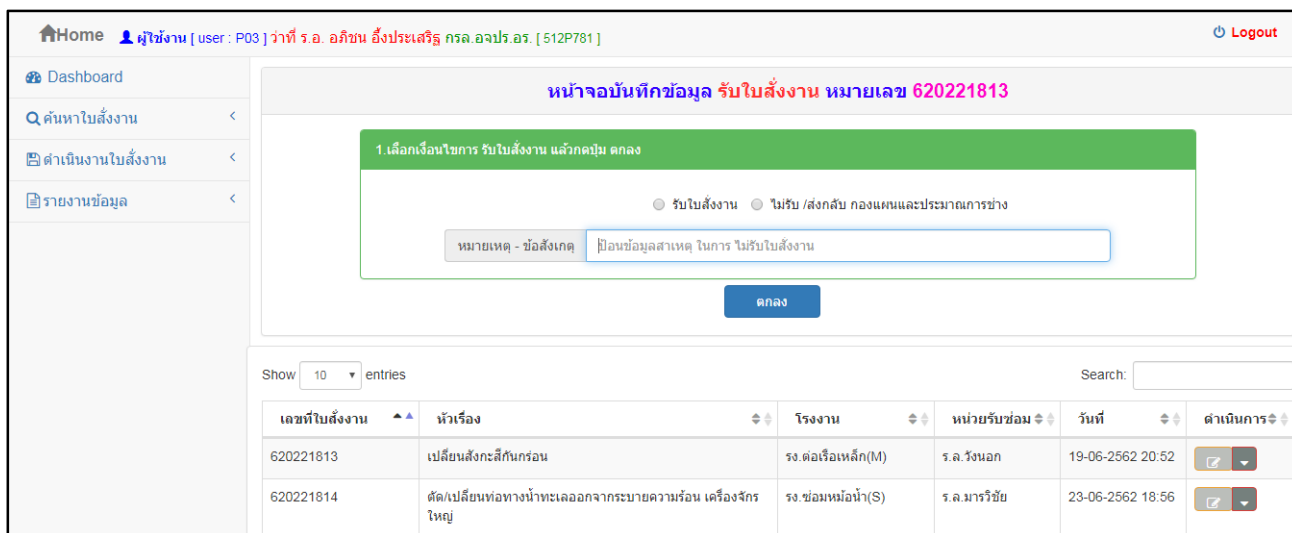 Home ผู้ใช้งาน [ user : P03 ] ว่าที่ ร.อ. อภิชน อึ้งประเสริฐ กรล.อจปร.อร. [ 512P781 ] Logout
Dashboard
ค้นหาใบสั่งงาน
ดำเนินงานใบสั่งงาน
รายงานข้อมูล
หน้าจอบันทึกข้อมูล รับใบสั่งงาน หมายเลข 620221813
1.เลือกเงื่อนไขการ รับใบสั่งงาน แล้วกดปุ่ม ตกลง
รับใบสั่งงาน ไม่รับ /ส่งกลับ กองแผนและประมาณการช่าง
หมายเหตุ - ข้อสังเกตุ ป้อนข้อมูลสาเหตุ ในการ ไม่รับใบสั่งงาน
ตกลง
Show 10 entries Search:
เลขที่ใบสั่งงาน หัวเรื่อง โรงงาน หน่วยรับซ่อม วันที่ ดำเนินการ
620221813 เปลี่ยนสังกะสีกันกร่อน รง.ต่อเรือเหล็ก(M) ร.ล.วังนอก 19-06-2562 20:52
620221814 ตัด/เปลี่ยนท่อทางน้ำทะเลออกจากระบายความร้อน เครื่องจักร รง.ซ่อมหม้อน้ำ(S) ร.ล.มารวิชัย 23-06-2562 18:56
ใหญ่